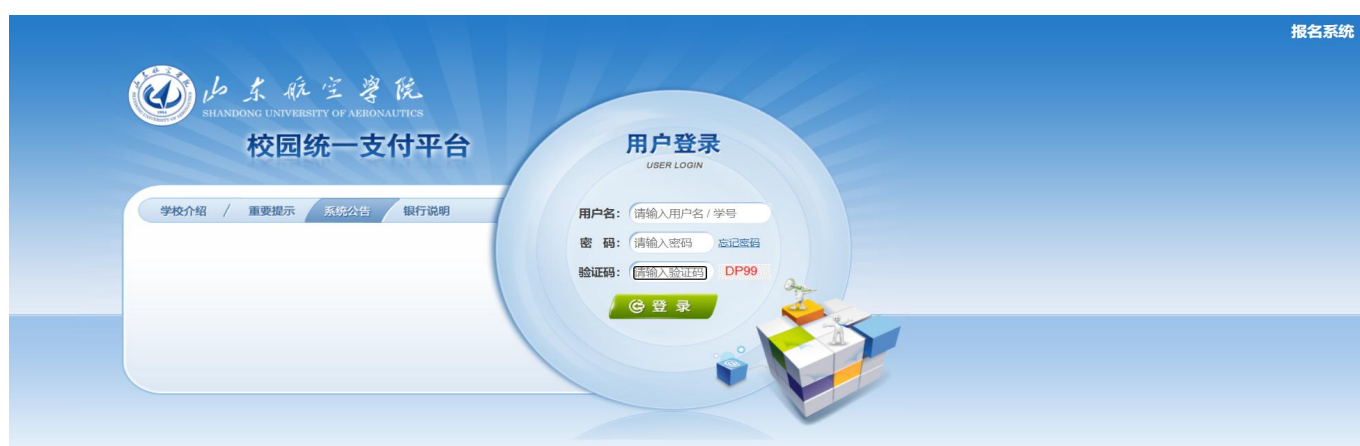 报名系统
山东航空學院
SHANDONG UNIVERSITY OF AERONAUTICS
校园统一支付平台
学校介绍 / 重要提示 系统公告 银行说明
用户登录
USER LOGIN
用户名: 请输入用户名 / 学号
密 码: 请输入密码 忘记密码
验证码: 请输入验证码 DP99
登 录